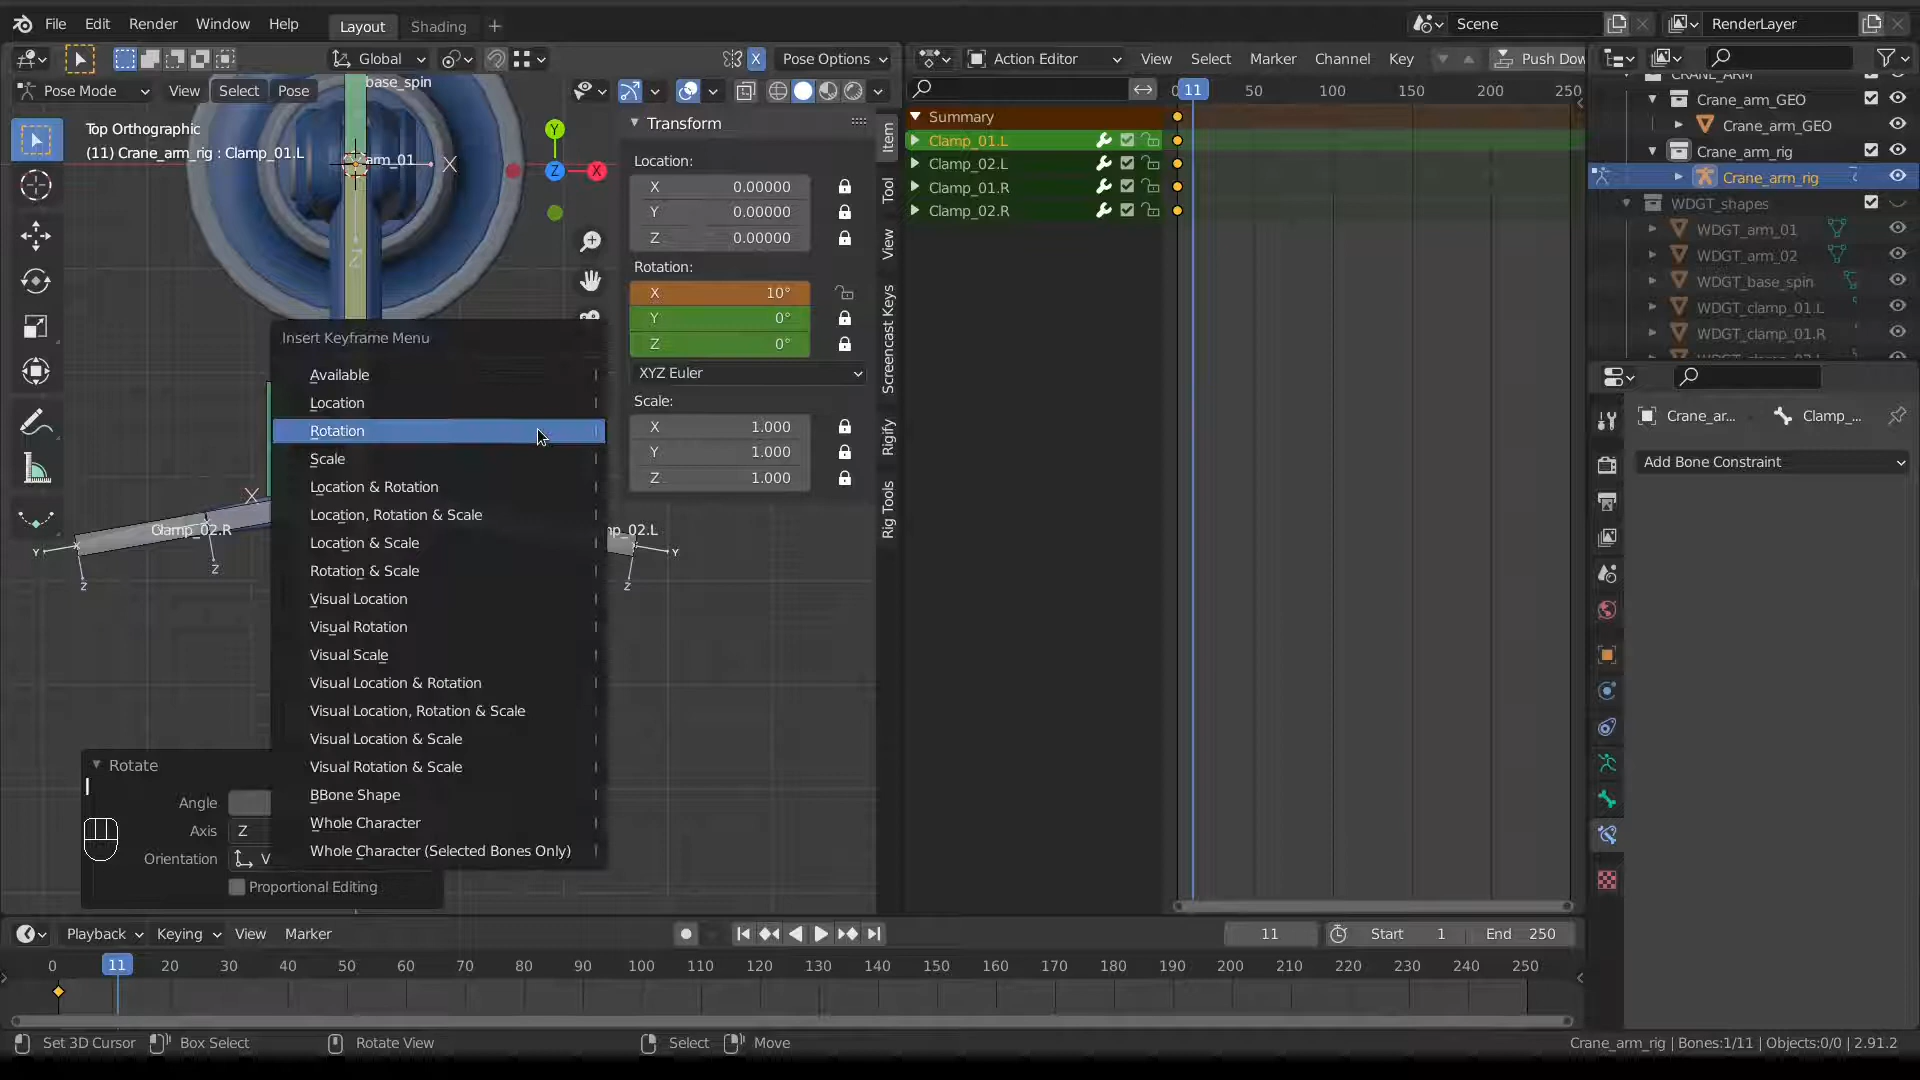 File Edit Render Window Help Layout Shading + Scene RenderLayer
Global X Pose Options Action Editor View Select Marker Channel Key Push Dow
Pose Mode View Select Pose base_spin 11 50 100 150 200 250
Top Orthographic
(11) Crane_arm_rig : Clamp_01.L
arm_01 X Y Z X Z
Transform
Location:
X 0.00000
Y 0.00000
Z 0.00000
Rotation:
X 10°
Y 0°
Z 0°
XYZ Euler
Scale:
X 1.000
Y 1.000
Z 1.000
Item
Tool
View
Screencast Keys
Rigify
Rig Tools
Summary
Clamp_01.L
Clamp_02.L
Clamp_01.R
Clamp_02.R
CRANE_ARM
Crane_arm_GEO
Crane_arm_GEO
Crane_arm_rig
Crane_arm_rig
WDGT_shapes
WDGT_arm_01
WDGT_arm_02
WDGT_base_spin
WDGT_clamp_01.L
WDGT_clamp_01.R
Crane_ar... Clamp_...
Add Bone Constraint
Insert Keyframe Menu
Available
Location
Rotation
Scale
Location & Rotation
Location, Rotation & Scale
Location & Scale
Rotation & Scale
Visual Location
Visual Rotation
Visual Scale
Visual Location & Rotation
Visual Location, Rotation & Scale
Visual Location & Scale
Visual Rotation & Scale
BBone Shape
Whole Character
Whole Character (Selected Bones Only)
X
Clamp_02.R
mp_02.L
Y Z Z Z Y
Rotate
I
Angle
Axis Z
Orientation V
Proportional Editing
Playback Keying View Marker 11 Start 1 End 250
0 11 20 30 40 50 60 70 80 90 100 110 120 130 140 150 160 170 180 190 200 210 220 230 240 250
Set 3D Cursor Box Select Rotate View Select Move Crane_arm_rig | Bones:1/11 | Objects:0/0 | 2.91.2